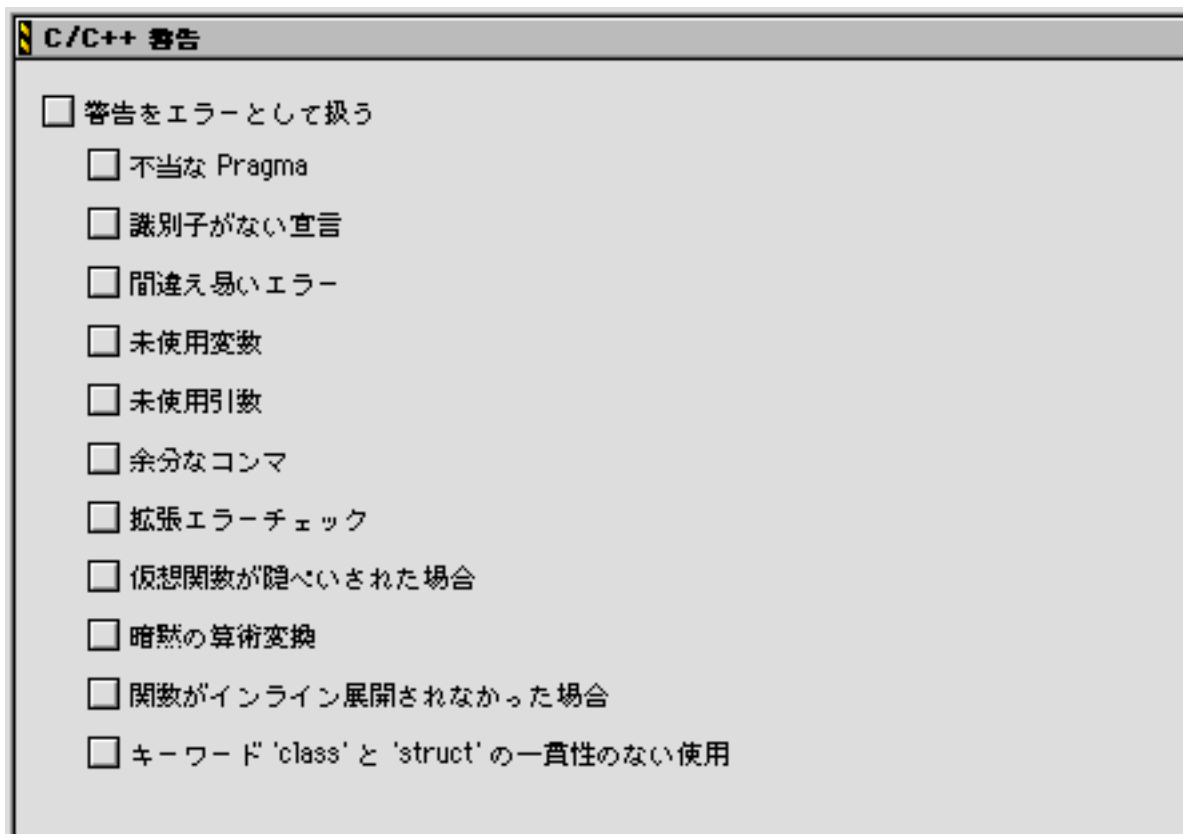 C/C++ 警告
警告をエラーとして扱う
不当な Pragma
識別子がない宣言
間違え易いエラー
未使用変数
未使用引数
余分なコンマ
拡張エラーチェック
仮想関数が隠ぺいされた場合
暗黙の算術変換
関数がインライン展開されなかった場合
キーワード 'class' と 'struct' の一貫性のない使用